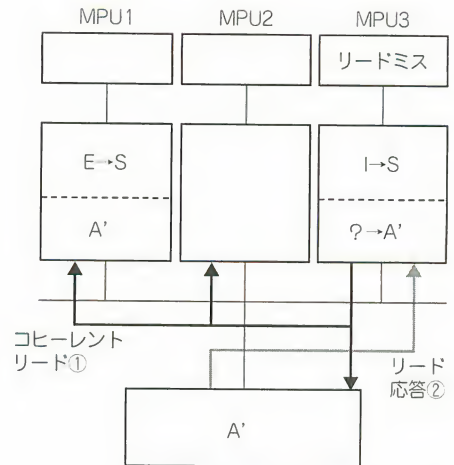 MPU1
MPU2
MPU3
リードミス
E→S
A'
I→S
?→A'
コヒーレント
リード①
リード
応答②
A'